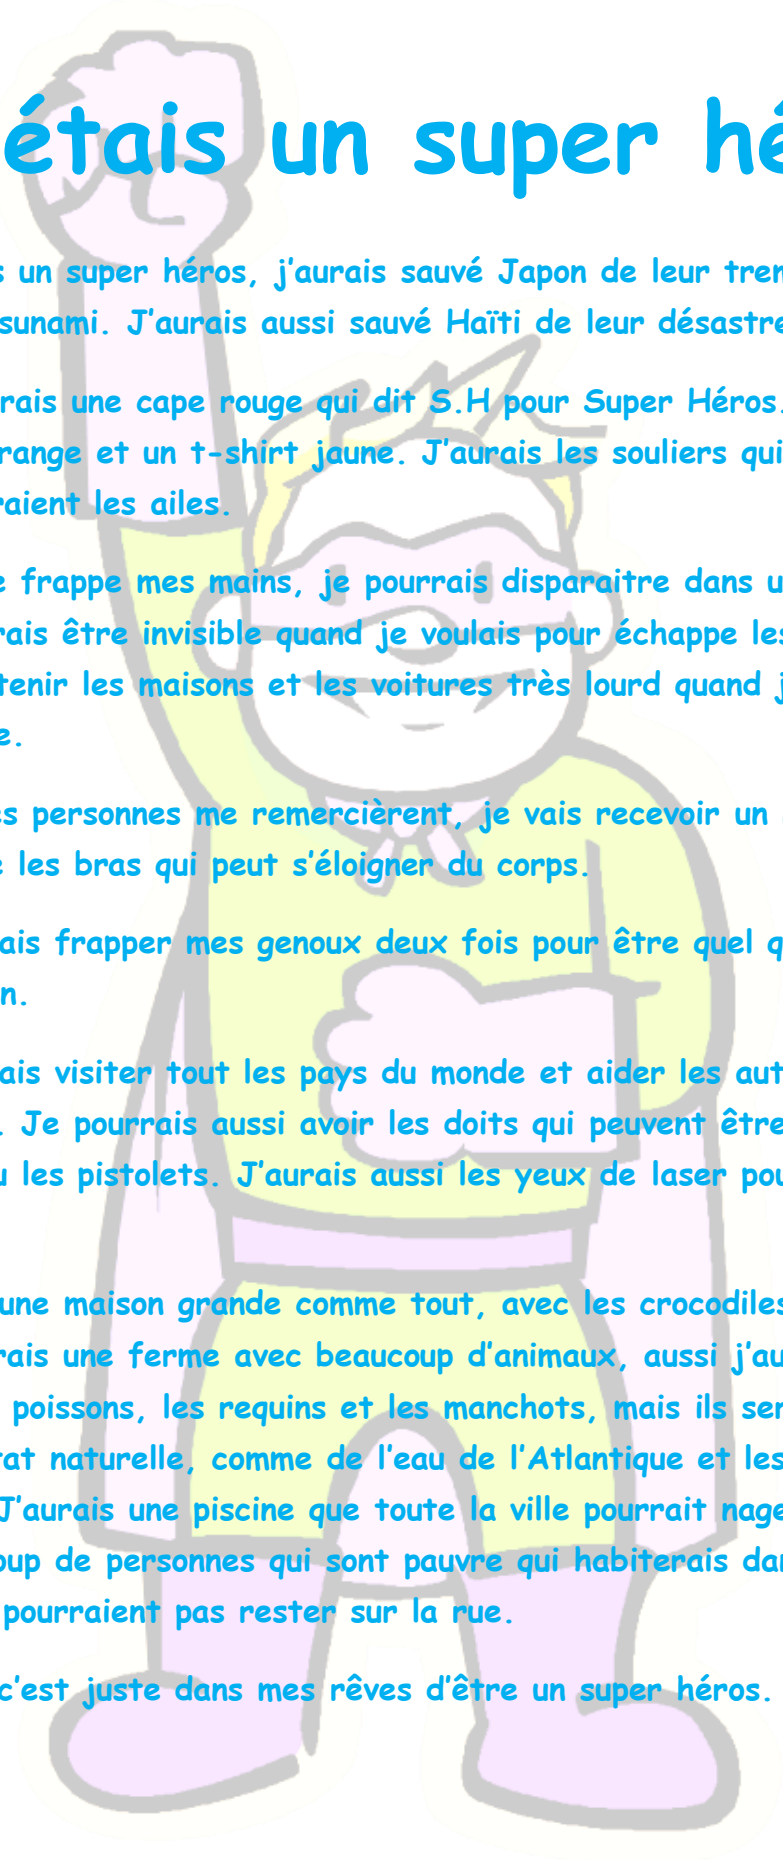 étais un super hé
un super héros, j'aurais sauvé Japon de leur
sunami. J'aurais aussi sauvé Haïti de leur désastre
rais une cape rouge qui dit S.H pour Super Héros.
range et un t-shirt jaune. J'aurais les souliers qui
raient les ailes.
frappe mes mains, je pourrais disparaitre dans u
rais être invisible quand je voulais pour échappe les
tenir les maisons et les voitures très lourd quand j
e.
es personnes me remercièrent, je vais recevoir un
les bras qui peut s'éloigner du corps.
ais frapper mes genoux deux fois pour être quel q
n.
ais visiter tout les pays du monde et aider les aut
. Je pourrais aussi avoir les doits qui peuvent être
u les pistolets. J'aurais aussi les yeux de laser pou
une maison grande comme tout, avec les crocodiles
rais une ferme avec beaucoup d'animaux, aussi j'au
poissons, les requins et les manchots, mais ils ser
tat naturelle, comme de l'eau de l'Atlantique et les
J'aurais une piscine que toute la ville pourrait nage
oup de personnes qui sont pauvre qui habiterais da
pourraient pas rester sur la rue.
c'est juste dans mes rêves d'être un super héros.